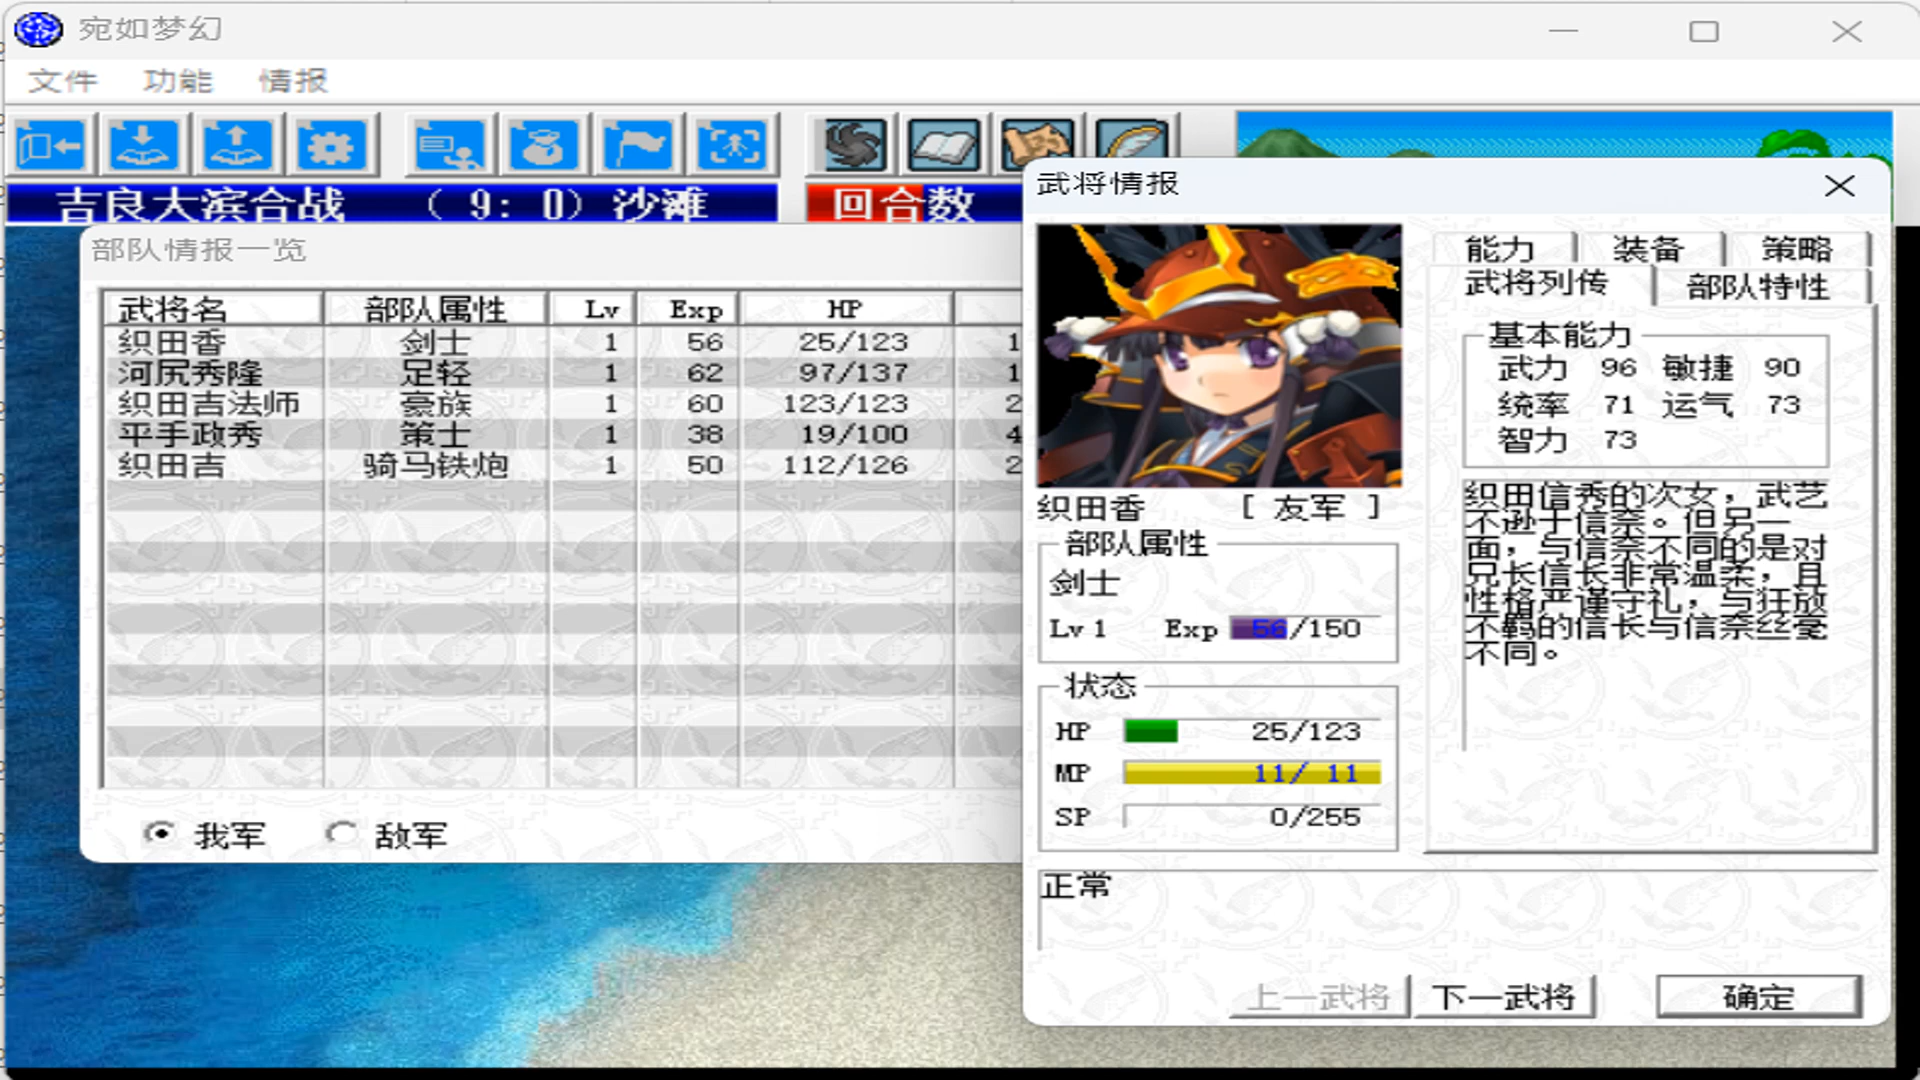 宛如梦幻
文件 功能 情报
吉良大滨合战 ( 9: 0) 沙滩 回合数
部队情报一览
武将名 部队属性 Lv Exp HP
织田香 剑士 1 56 25/123 1
河尻秀隆 足轻 1 62 97/137 1
织田吉法师 豪族 1 60 123/123 2
平手政秀 策士 1 38 19/100 4
织田吉 骑马铁炮 1 50 112/126 2
我军 敌军
武将情报
织田香 [ 友军 ]
部队属性
剑士
Lv 1 Exp 56/150
状态
HP 25/123
MP 11/ 11
SP 0/255
正常
能力 装备 策略
武将列传 部队特性
基本能力
武力 96 敏捷 90
统率 71 运气 73
智力 73
织田信秀的次女，武艺
不逊于信奈。但另一
面，与信奈不同的是对
兄长信长非常温柔，且
性格严谨守礼，与狂放
不羁的信长与信奈丝毫
不同。
上一武将 下一武将 确定